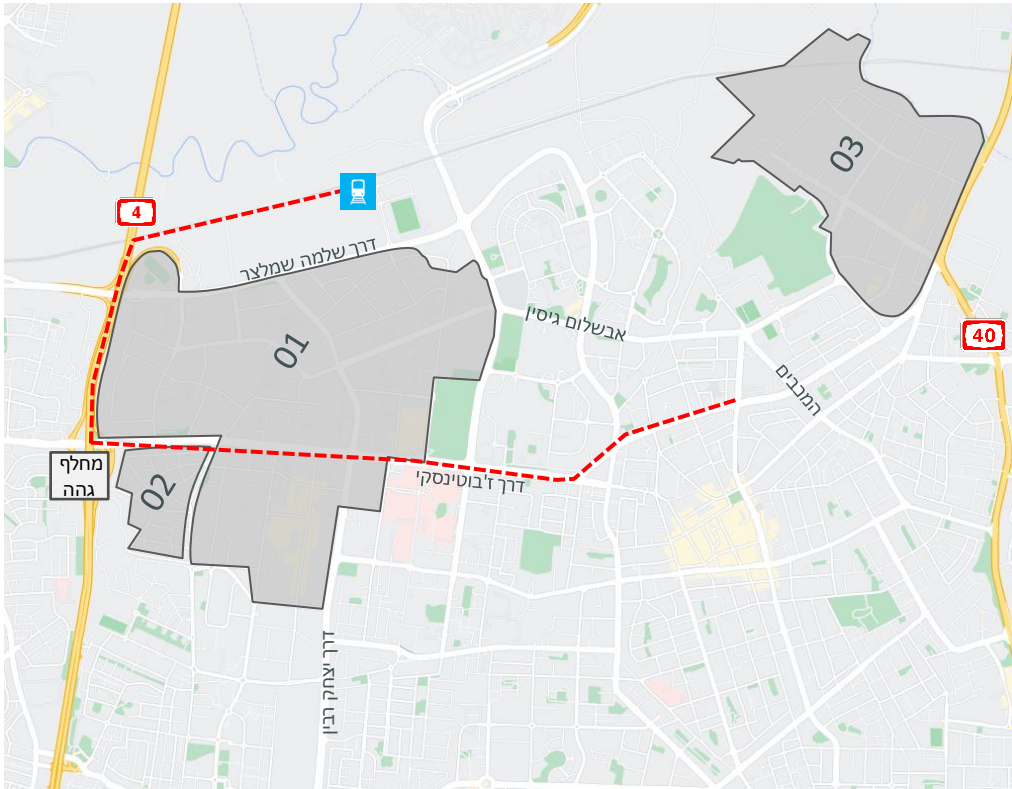 03
4
דרך שלמה שמלצר
אבשלום גיסין
40
01
המכבים
מחלף
גהה
02
דרך ז'בוטינסקי
דרך יצחק רבין